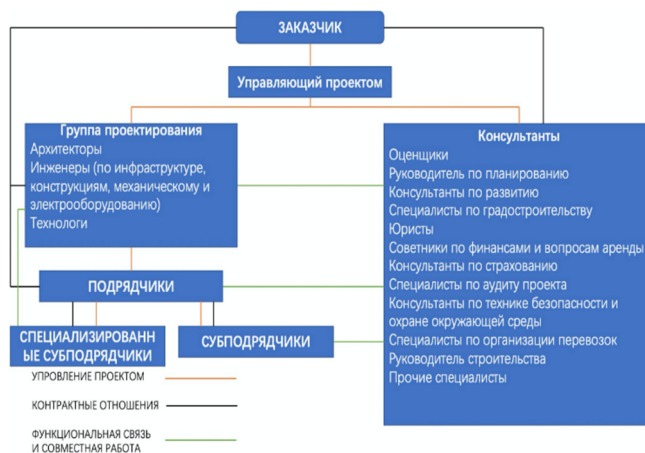 ЗАКАЗЧИК
Управляющий проектом
Группа проектирования
Архитекторы
Инженеры (по инфраструктуре,
конструкциям, механическому и
электрооборудованию)
Технологи
Консультанты
Оценщики
Руководитель по планированию
Консультанты по развитию
Специалисты по градостроительству
Юристы
Советники по финансами и вопросам аренды
Консультанты по страхованию
Специалисты по аудиту проекта
Консультанты по технике безопасности и
охране окружающей среды
Специалисты по организации перевозок
Руководитель строительства
Прочие специалисты
ПОДРЯДЧИКИ
СПЕЦИАЛИЗИРОВАНН
ЫЕ СУБПОДРЯДЧИКИ
СУБПОДРЯДЧИКИ
УПРОВЛЕНИЕ ПРОЕКТОМ
КОНТРАКТНЫЕ ОТНОШЕНИЯ
ФУНКЦИОНАЛЬНАЯ СВЯЗЬ
И СОВМЕСТНАЯ РАБОТА